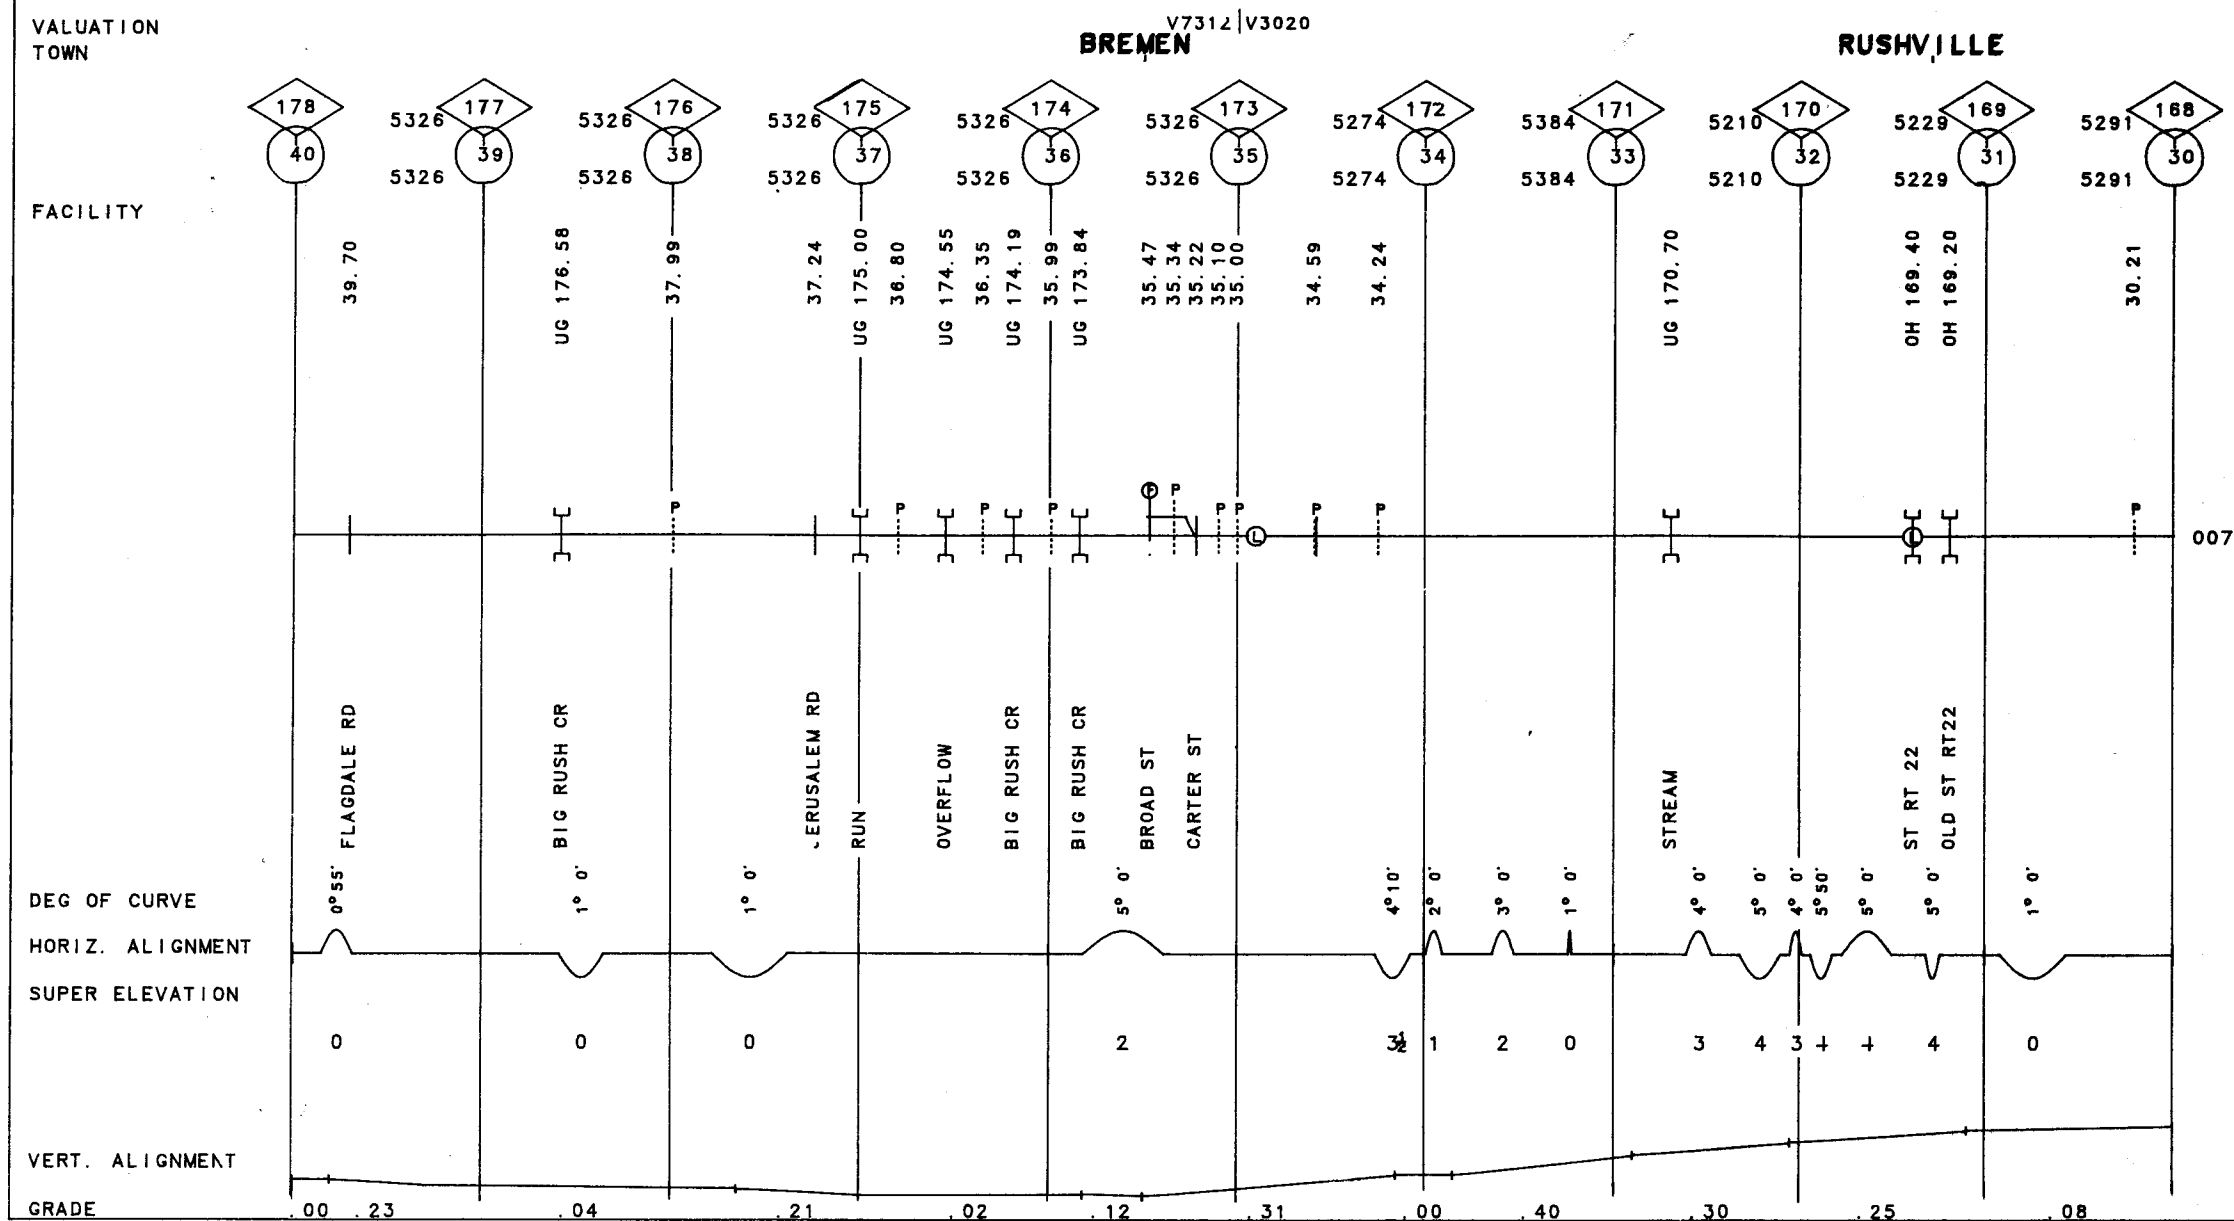 VALUATION
V7312 V3020
TOWN
BREMEN
RUSHVILLE
178 177 176 175 174 173 172 171 170 169 168
5326 5326 5326 5326 5326 5274 5384 5210 5229 5291
40 39 38 37 36 35 34 33 32 31 30
5326 5326 5326 5326 5326 5274 5384 5210 5229 5291
FACILITY
39.70
UG 176.58
37.99
37.24
UG 175.00
36.80
UG 174.55
36.35
UG 174.19
35.99
UG 173.84
35.47
35.34
35.22
35.10
35.00
34.59
34.24
UG 170.70
OH 169.40
OH 169.20
30.21
P P P P P P P P P P
L L
007
FLAGDALE RD
BIG RUSH CR
ERUSALEM RD
RUN
OVERFLOW
BIG RUSH CR
BIG RUSH CR
BROAD ST
CARTER ST
STREAM
ST RT 22
OLD ST RT22
DEG OF CURVE
0°55' 1° 0' 1° 0' 5° 0' 4°10' 2° 0' 3° 0' 1° 0' 4° 0' 5° 0' 4° 0' 5°50' 5° 0' 5° 0' 1° 0'
HORIZ. ALIGNMENT
SUPER ELEVATION
0 0 0 2 3½ 1 2 0 3 4 3 4 4 4 0
VERT. ALIGNMENT
GRADE
.00 .23 .04 .21 .02 .12 .31 .00 .40 .30 .25 .08